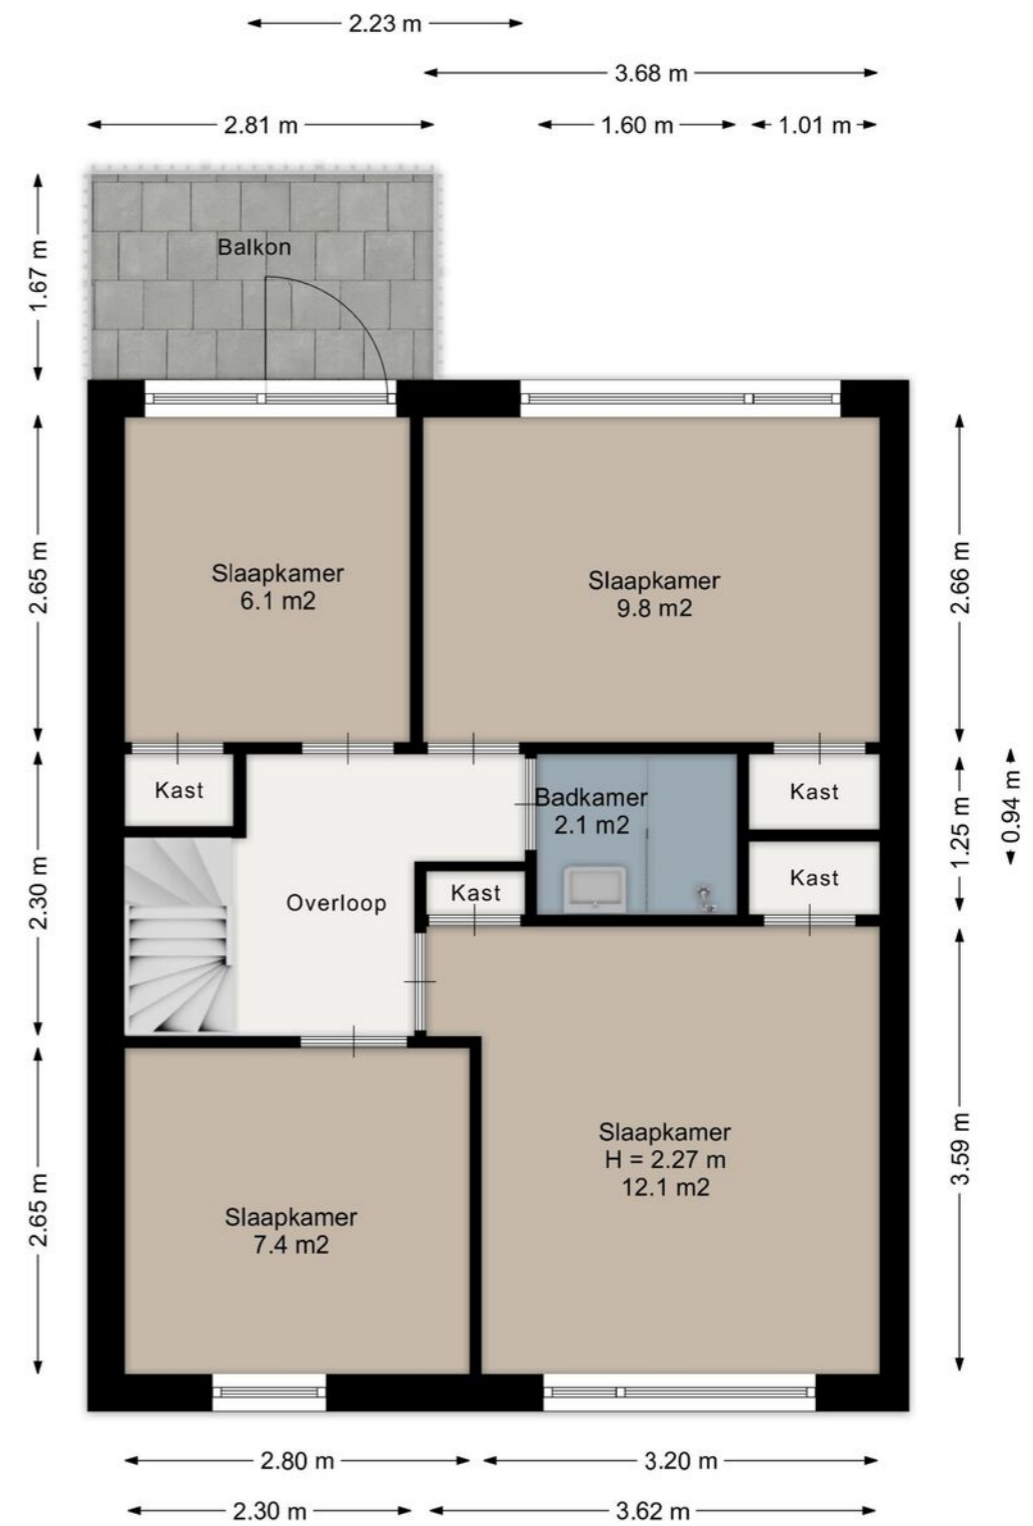 2.23 m
3.68 m
2.81 m
1.60 m
1.01 m
1.67 m
Balkon
2.65 m
Slaapkamer
6.1 m2
Slaapkamer
9.8 m2
2.66 m
Kast
Badkamer
2.1 m2
Kast
1.25 m
0.94 m
2.30 m
Overloop
Kast
Kast
2.65 m
Slaapkamer
7.4 m2
Slaapkamer
H = 2.27 m
12.1 m2
3.59 m
2.80 m
3.20 m
2.30 m
3.62 m